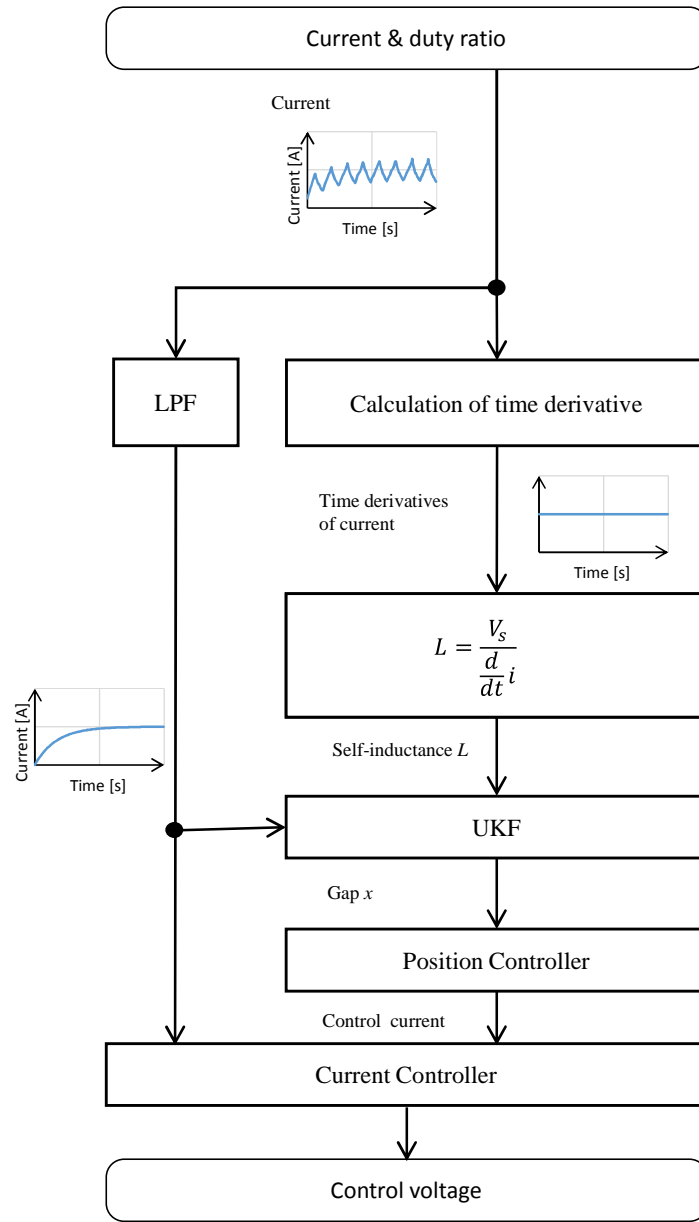 Current & duty ratio
Current
Current [A]
Time [s]
LPF
Calculation of time derivative
Time derivatives
of current
Time [s]
L = V_s / (d/dt i)
Current [A]
Time [s]
Self-inductance L
UKF
Gap x
Position Controller
Control current
Current Controller
Control voltage